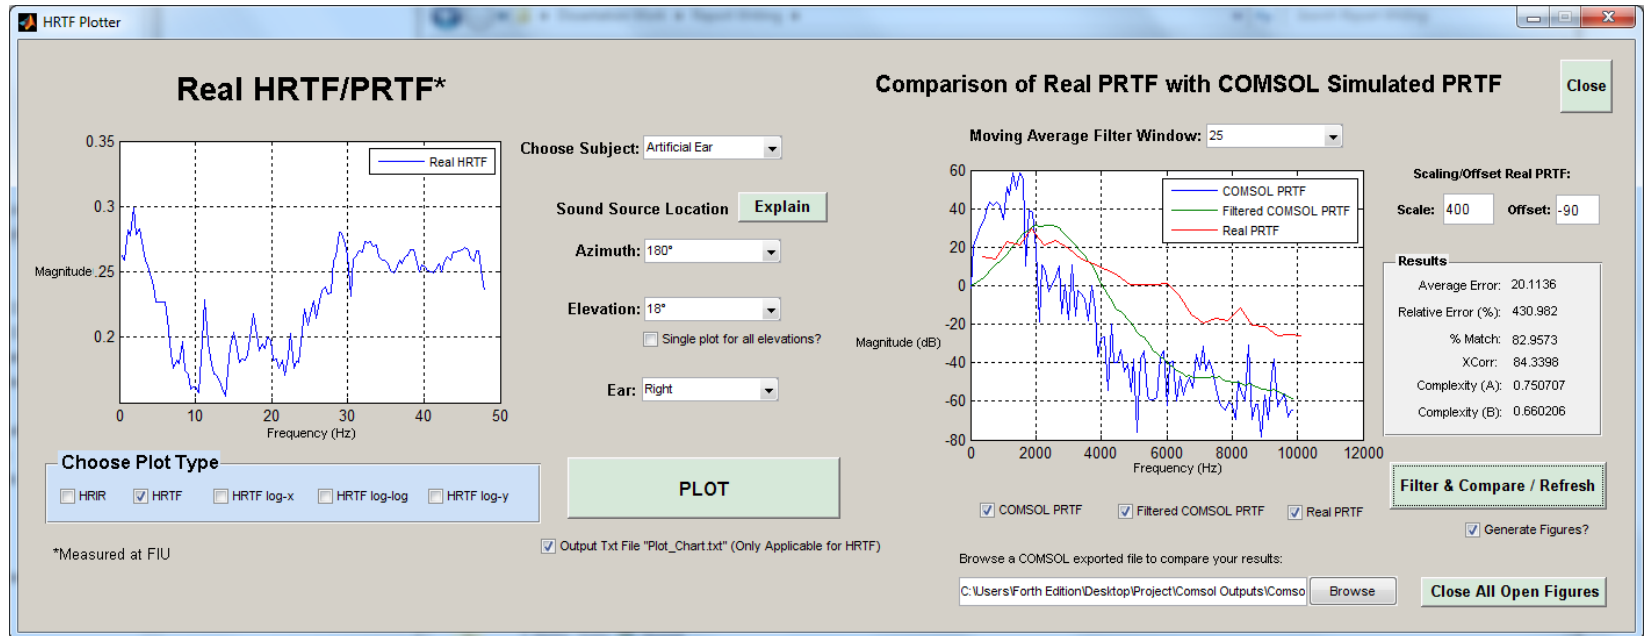 HRTF Plotter
Real HRTF/PRTF*
0.35
0.3
.25
0.2
Magnitude
Real HRTF
0
10
20
30
40
50
Frequency (Hz)
Choose Plot Type
HRIR
HRTF
HRTF log-x
HRTF log-log
HRTF log-y
*Measured at FIU
Choose Subject: Artificial Ear
Sound Source Location Explain
Azimuth: 180°
Elevation: 18°
Single plot for all elevations?
Ear: Right
PLOT
Output Txt File "Plot_Chart.txt" (Only Applicable for HRTF)
Comparison of Real PRTF with COMSOL Simulated PRTF
Close
Moving Average Filter Window: 25
60
40
20
0
-20
-40
-60
-80
Magnitude (dB)
COMSOL PRTF
Filtered COMSOL PRTF
Real PRTF
0
2000
4000
6000
8000
10000
12000
Frequency (Hz)
COMSOL PRTF
Filtered COMSOL PRTF
Real PRTF
Browse a COMSOL exported file to compare your results:
C:\Users\Forth Edition\Desktop\Project\Comsol Outputs\Comso
Browse
Scaling/Offset Real PRTF:
Scale: 400 Offset: -90
Results
Average Error: 20.1136
Relative Error (%): 430.982
% Match: 82.9573
XCorr: 84.3398
Complexity (A): 0.750707
Complexity (B): 0.660206
Filter & Compare / Refresh
Generate Figures?
Close All Open Figures